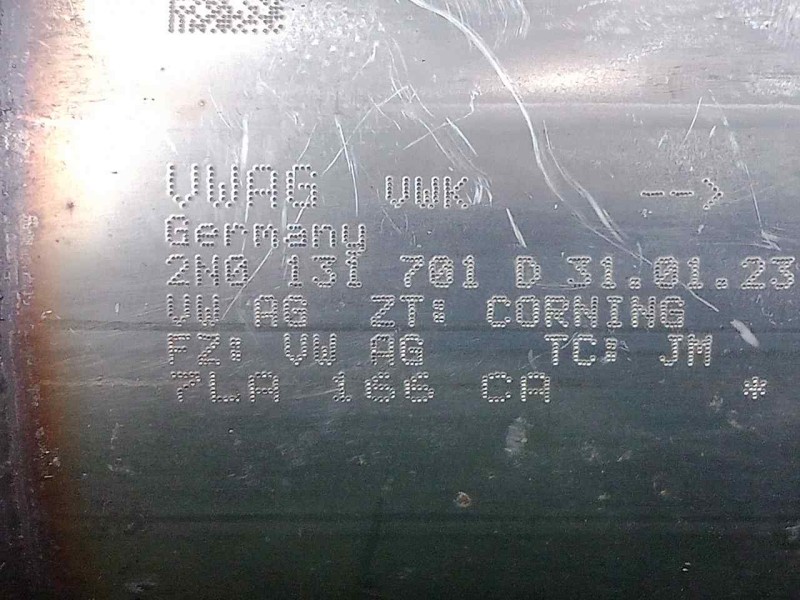 VWAG VWK -->
Germany
2N0 131 701 D 31.01.23
VW AG ZT: CORNING
FZ: VW AG TC: JM
7LA 166 CA *